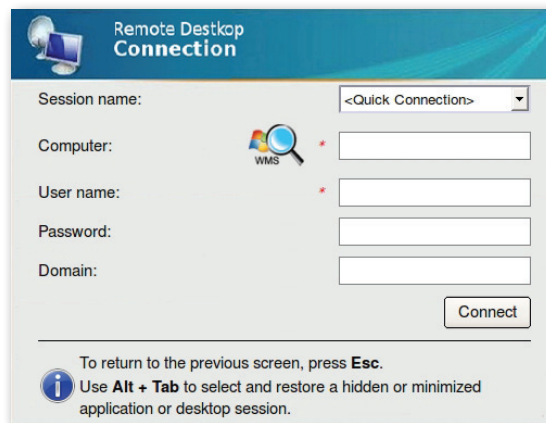 Remote Destkop
Connection
Session name:
<Quick Connection>
Computer:
WMS
*
User name:
*
Password:
Domain:
Connect
To return to the previous screen, press Esc.
Use Alt + Tab to select and restore a hidden or minimized
application or desktop session.